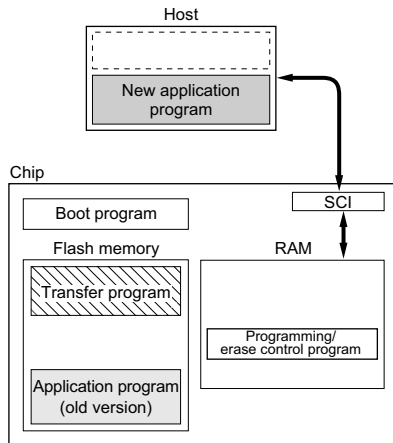 Host
New application
program
Chip
SCI
Boot program
Flash memory
RAM
Transfer program
Programming/
erase control program
Application program
(old version)